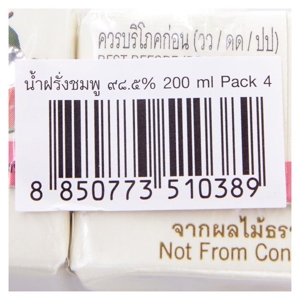 ควรบริโภคก่อน (วว / ดด / ปป)
น้ำฝรั่งชมพู ๙๘.๕% 200 ml Pack 4
8 850773 510389
จากผลไม้ธร
Not From Con